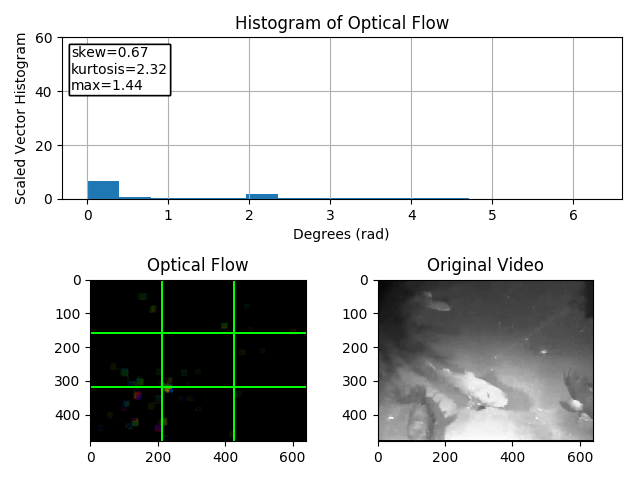 Histogram of Optical Flow
Scaled Vector Histogram
60
40
20
0
skew=0.67
kurtosis=2.32
max=1.44
0 1 2 3 4 5 6
Degrees (rad)
Optical Flow
0
100
200
300
400
0 200 400 600
Original Video
0
100
200
300
400
0 200 400 600